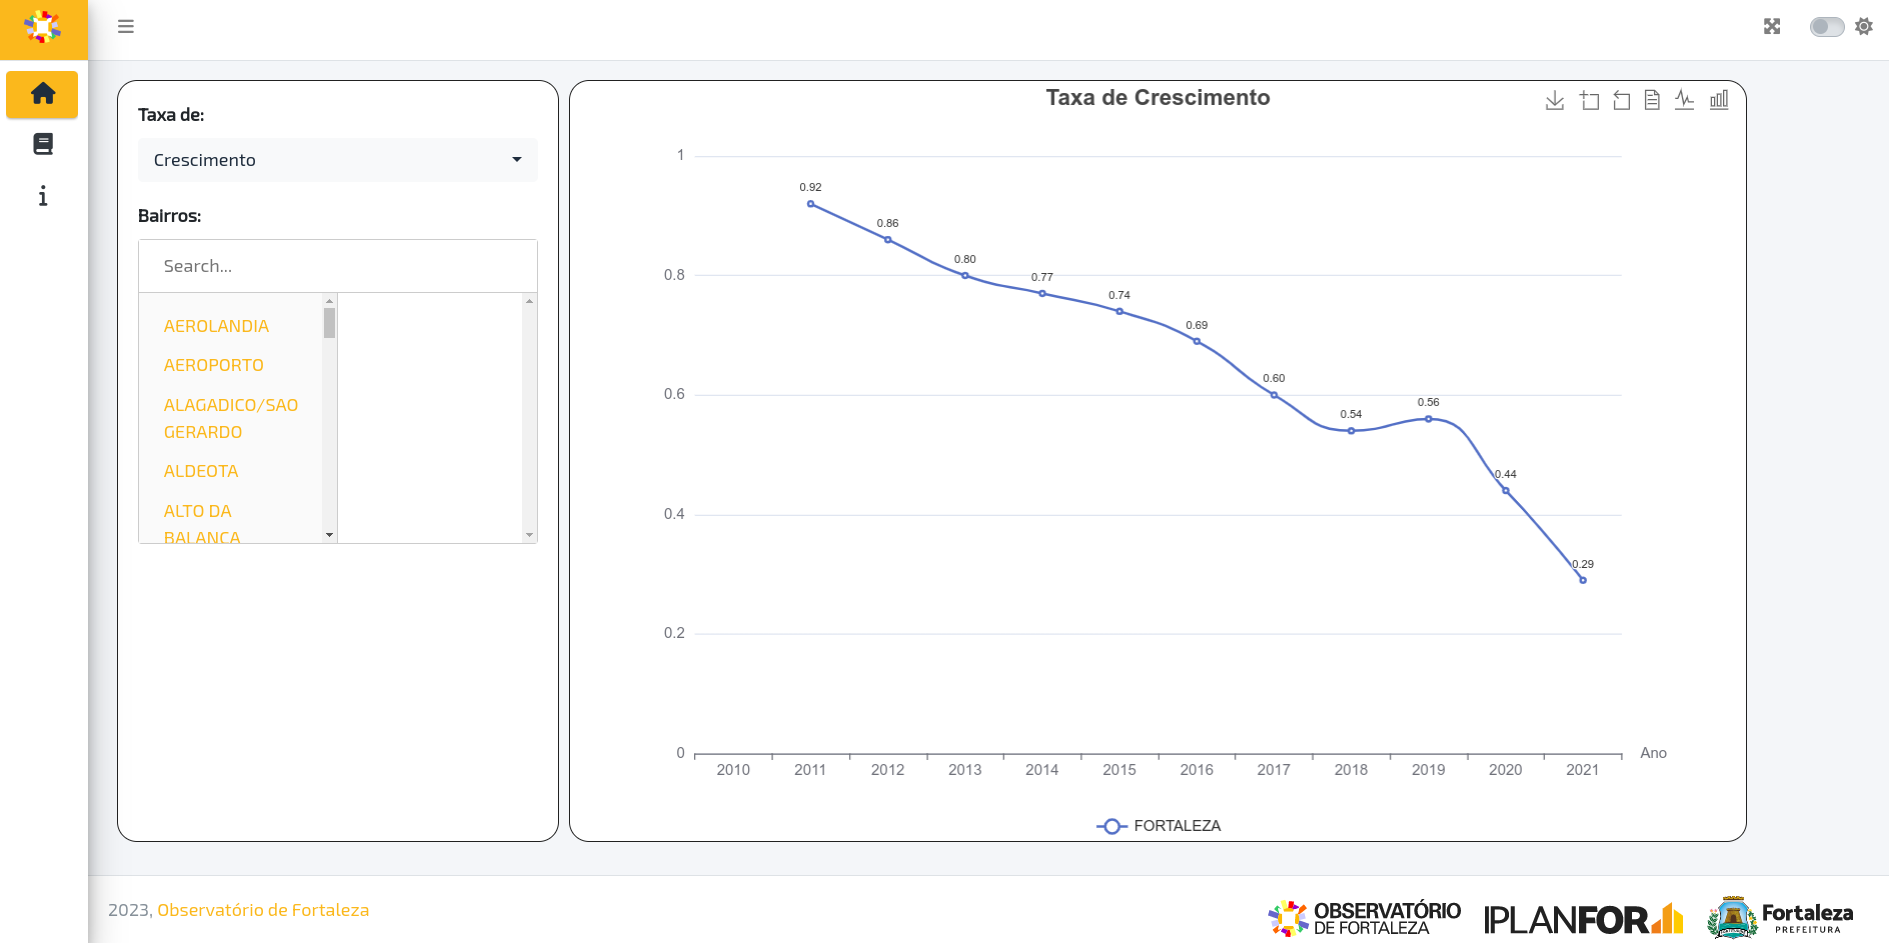 Taxa de:
Crescimento
Bairros:
Search...
AEROLANDIA
AEROPORTO
ALAGADICO/SAO
GERARDO
ALDEOTA
ALTO DA
BALANCA
Taxa de Crescimento
1
0.8
0.6
0.4
0.2
0
0.92
0.86
0.80
0.77
0.74
0.69
0.60
0.54
0.56
0.44
0.29
2010 2011 2012 2013 2014 2015 2016 2017 2018 2019 2020 2021
Ano
FORTALEZA
2023, Observatório de Fortaleza
OBSERVATÓRIO
DE FORTALEZA
IPLANFOR
Fortaleza
PREFEITURA